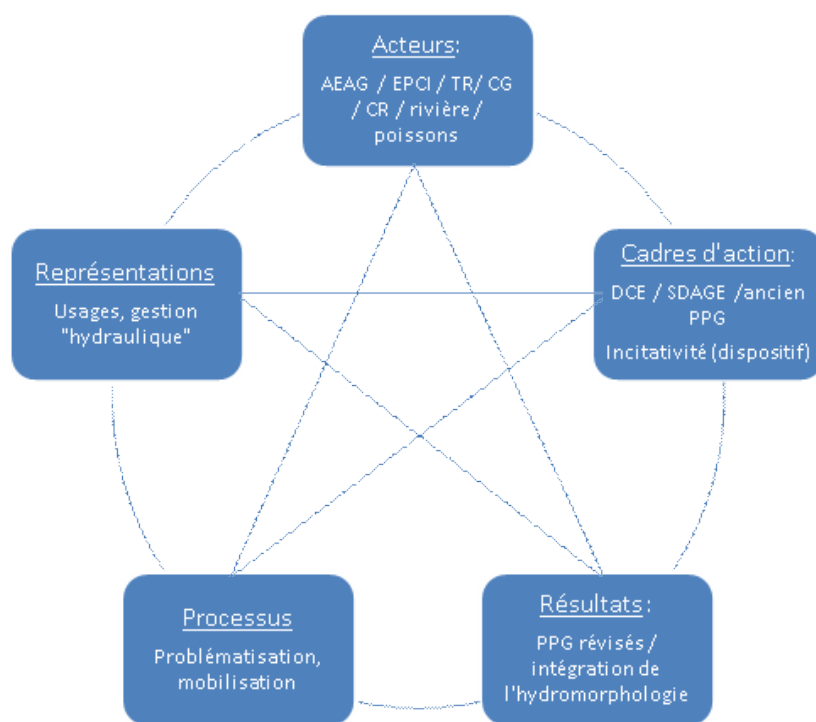 Acteurs:
AEAG / EPCI / TR/ CG
/ CR / rivière /
poissons
Représentations
Usages, gestion
"hydraulique"
Cadres d'action:
DCE / SDAGE /ancien
PPG
Incitativité (dispositif)
Processus
Problématisation,
mobilisation
Résultats:
PPG révisés /
intégration de
l'hydromorphologie